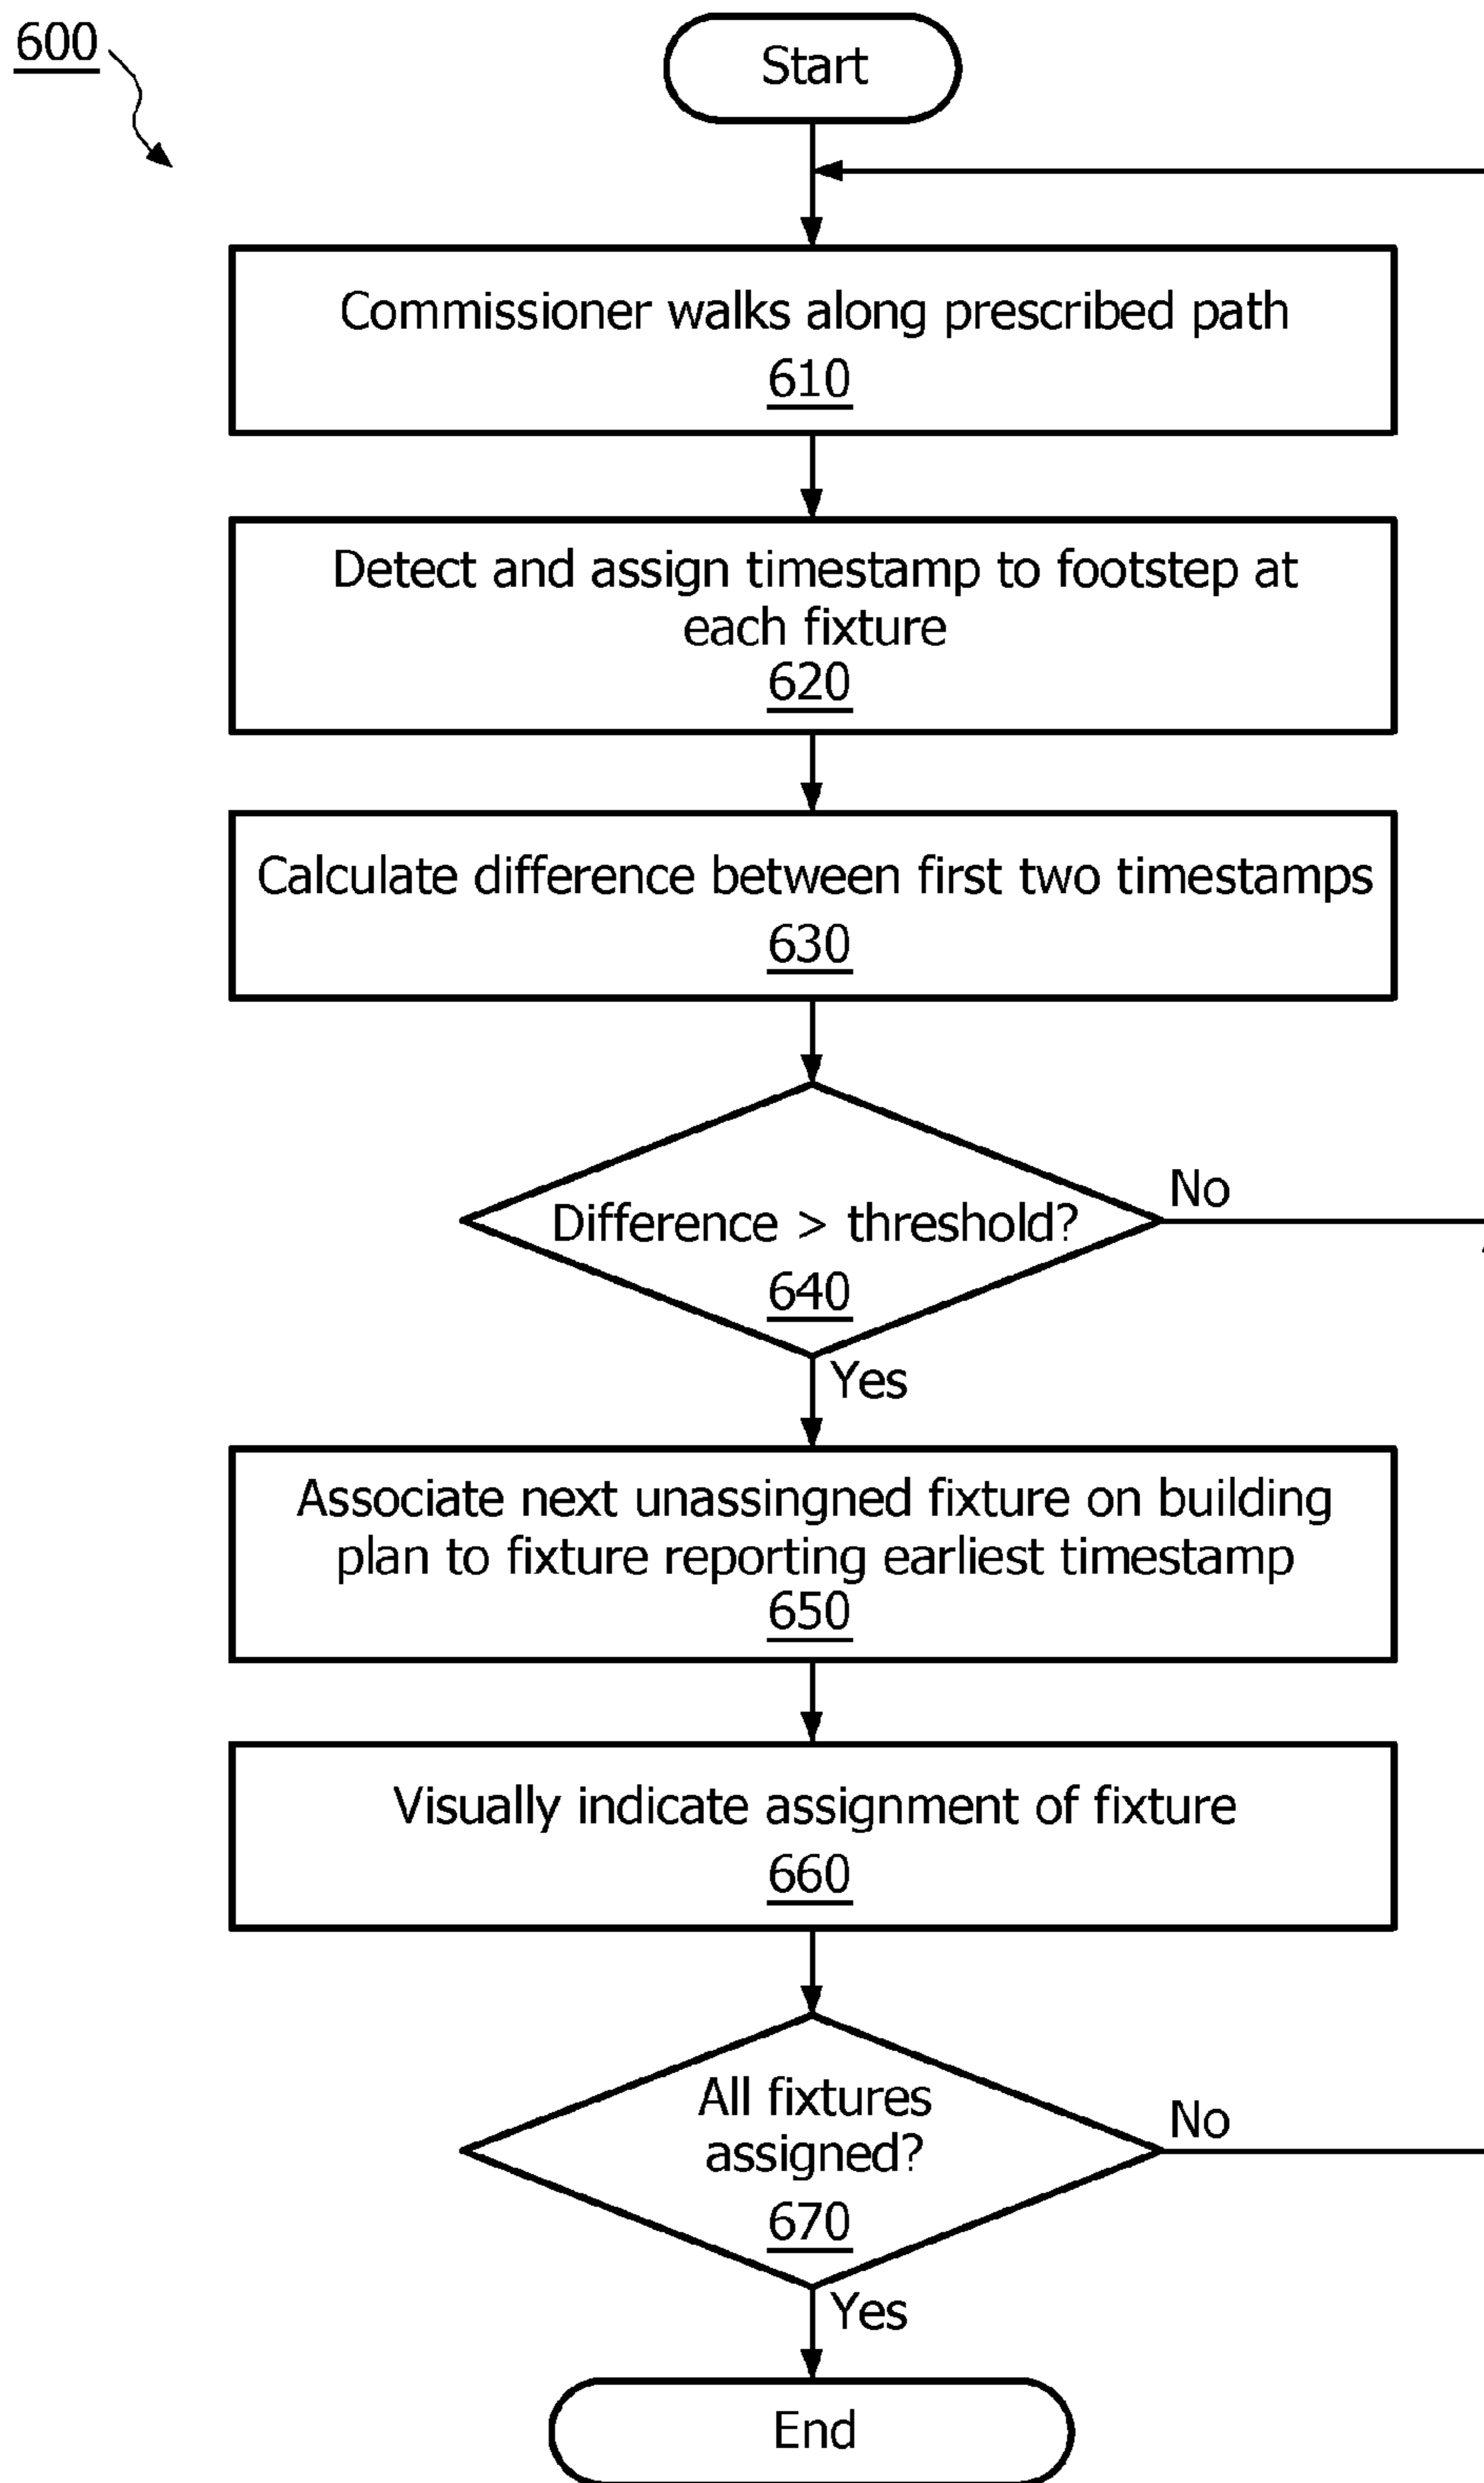 600
Start
Commissioner walks along prescribed path
610
Detect and assign timestamp to footstep at
each fixture
620
Calculate difference between first two timestamps
630
Difference > threshold?
640
No
Yes
Associate next unassingned fixture on building
plan to fixture reporting earliest timestamp
650
Visually indicate assignment of fixture
660
All fixtures
assigned?
670
No
Yes
End